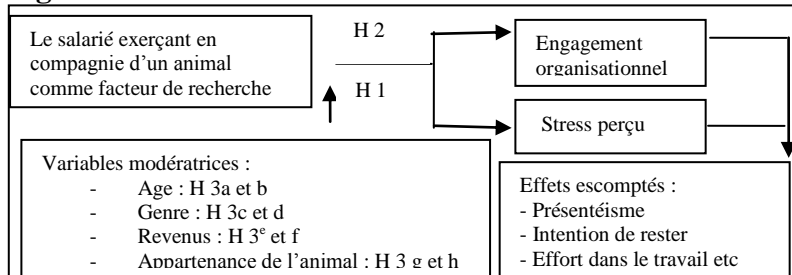 Le salarié exerçant en
compagnie d’un animal
comme facteur de recherche
H 2
H 1
Engagement
organisationnel
Stress perçu
Variables modératrices :
- Age : H 3a et b
- Genre : H 3c et d
- Revenus : H 3e et f
- Appartenance de l’animal : H 3 g et h
Effets escomptés :
- Présentéisme
- Intention de rester
- Effort dans le travail etc